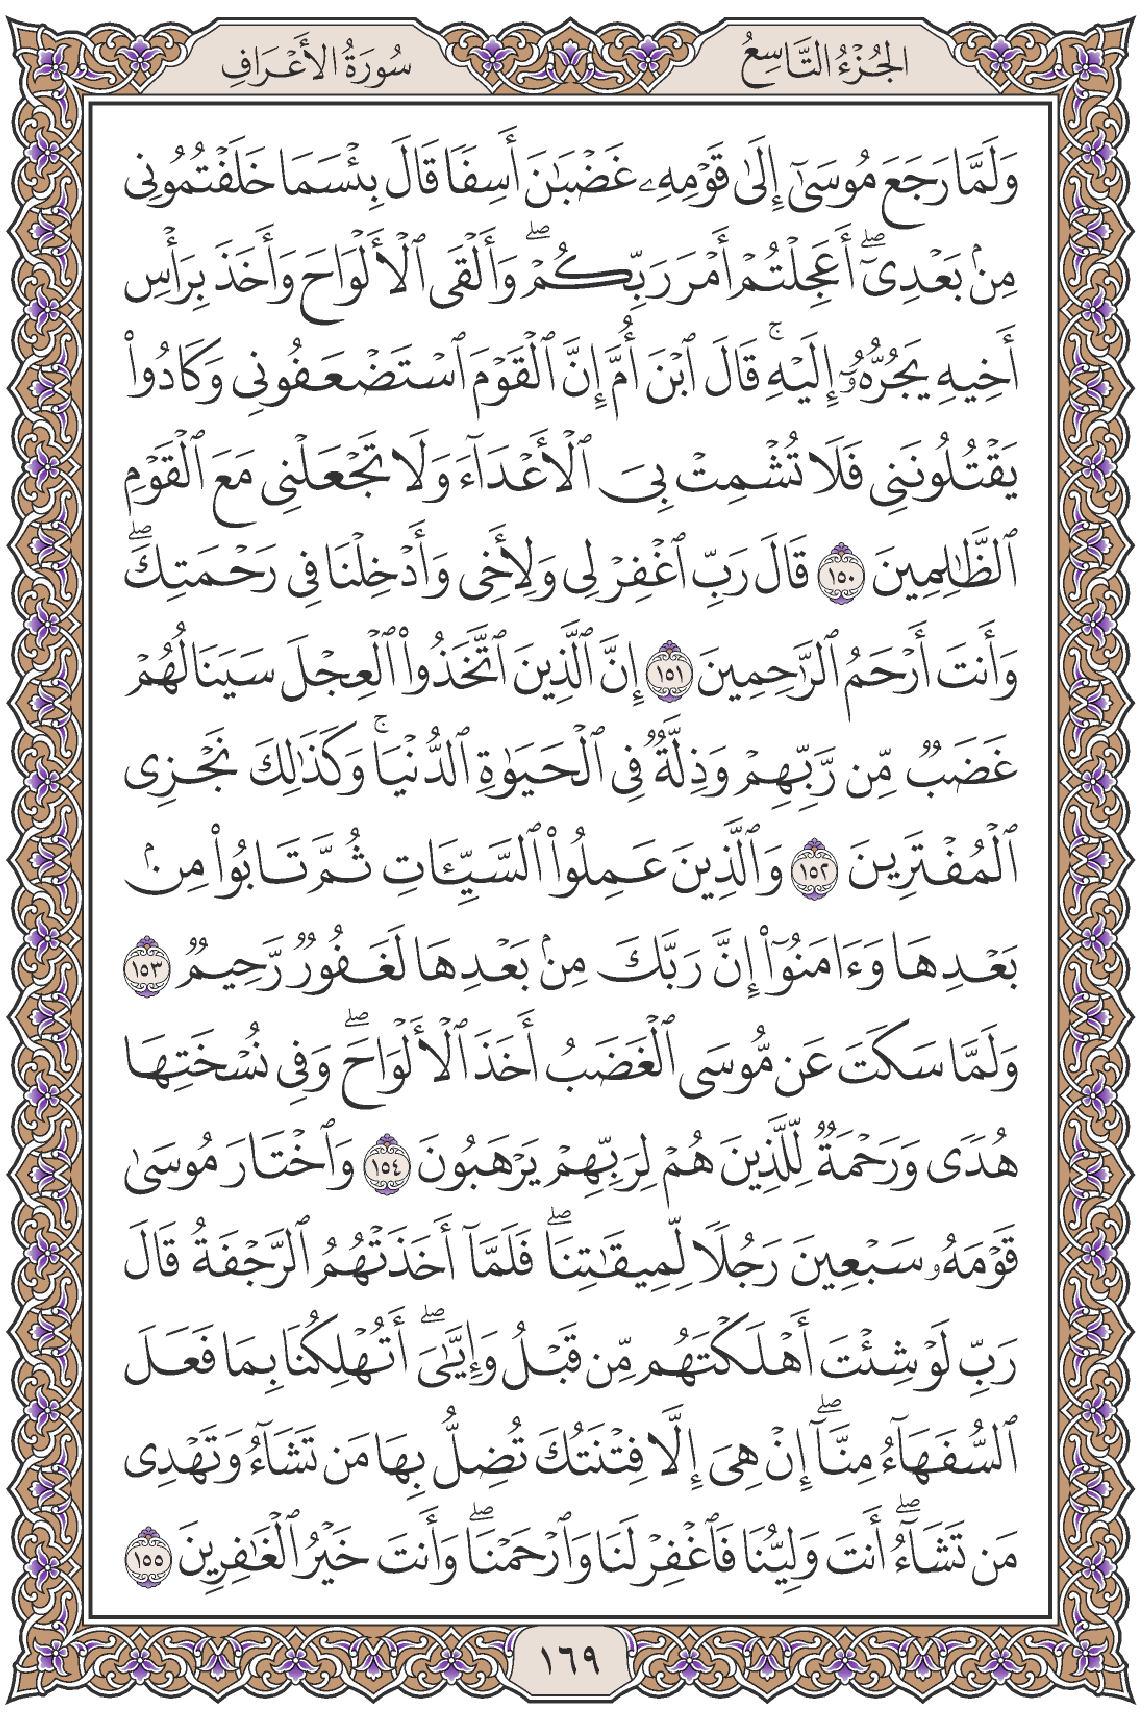 الجُزْءُ التَّاسِعُ
سُورَةُ الأَعْرَافِ
وَلَمَّا رَجَعَ مُوسَىٰٓ إِلَىٰ قَوْمِهِۦ غَضْبَٰنَ أَسِفًا قَالَ بِئْسَمَا خَلَفْتُمُونِى
مِنۢ بَعْدِىٓۖ أَعَجِلْتُمْ أَمْرَ رَبِّكُمْۖ وَأَلْقَى ٱلْأَلْوَاحَ وَأَخَذَ بِرَأْسِ
أَخِيهِ يَجُرُّهُۥٓ إِلَيْهِۚ قَالَ ٱبْنَ أُمَّ إِنَّ ٱلْقَوْمَ ٱسْتَضْعَفُونِى وَكَادُوا۟
يَقْتُلُونَنِى فَلَا تُشْمِتْ بِىَ ٱلْأَعْدَآءَ وَلَا تَجْعَلْنِى مَعَ ٱلْقَوْمِ
ٱلظَّٰلِمِينَ ١٥٠ قَالَ رَبِّ ٱغْفِرْ لِى وَلِأَخِى وَأَدْخِلْنَا فِى رَحْمَتِكَۖ
وَأَنتَ أَرْحَمُ ٱلرَّٰحِمِينَ ١٥١ إِنَّ ٱلَّذِينَ ٱتَّخَذُوا۟ ٱلْعِجْلَ سَيَنَالُهُمْ
غَضَبٌ مِّن رَّبِّهِمْ وَذِلَّةٌ فِى ٱلْحَيَوٰةِ ٱلدُّنْيَاۚ وَكَذَٰلِكَ نَجْزِى
ٱلْمُفْتَرِينَ ١٥٢ وَٱلَّذِينَ عَمِلُوا۟ ٱلسَّيِّـَٔاتِ ثُمَّ تَابُوا۟ مِنۢ
بَعْدِهَا وَءَامَنُوٓا۟ إِنَّ رَبَّكَ مِنۢ بَعْدِهَا لَغَفُورٌ رَّحِيمٌ ١٥٣
وَلَمَّا سَكَتَ عَن مُّوسَى ٱلْغَضَبُ أَخَذَ ٱلْأَلْوَاحَۖ وَفِى نُسْخَتِهَا
هُدًى وَرَحْمَةٌ لِّلَّذِينَ هُمْ لِرَبِّهِمْ يَرْهَبُونَ ١٥٤ وَٱخْتَارَ مُوسَىٰ
قَوْمَهُۥ سَبْعِينَ رَجُلًا لِّمِيقَٰتِنَاۖ فَلَمَّآ أَخَذَتْهُمُ ٱلرَّجْفَةُ قَالَ
رَبِّ لَوْ شِئْتَ أَهْلَكْتَهُم مِّن قَبْلُ وَإِيَّٰىَۖ أَتُهْلِكُنَا بِمَا فَعَلَ
ٱلسُّفَهَآءُ مِنَّآۖ إِنْ هِىَ إِلَّا فِتْنَتُكَ تُضِلُّ بِهَا مَن تَشَآءُ وَتَهْدِى
مَن تَشَآءُۖ أَنتَ وَلِيُّنَا فَٱغْفِرْ لَنَا وَٱرْحَمْنَاۖ وَأَنتَ خَيْرُ ٱلْغَٰفِرِينَ ١٥٥
١٦٩